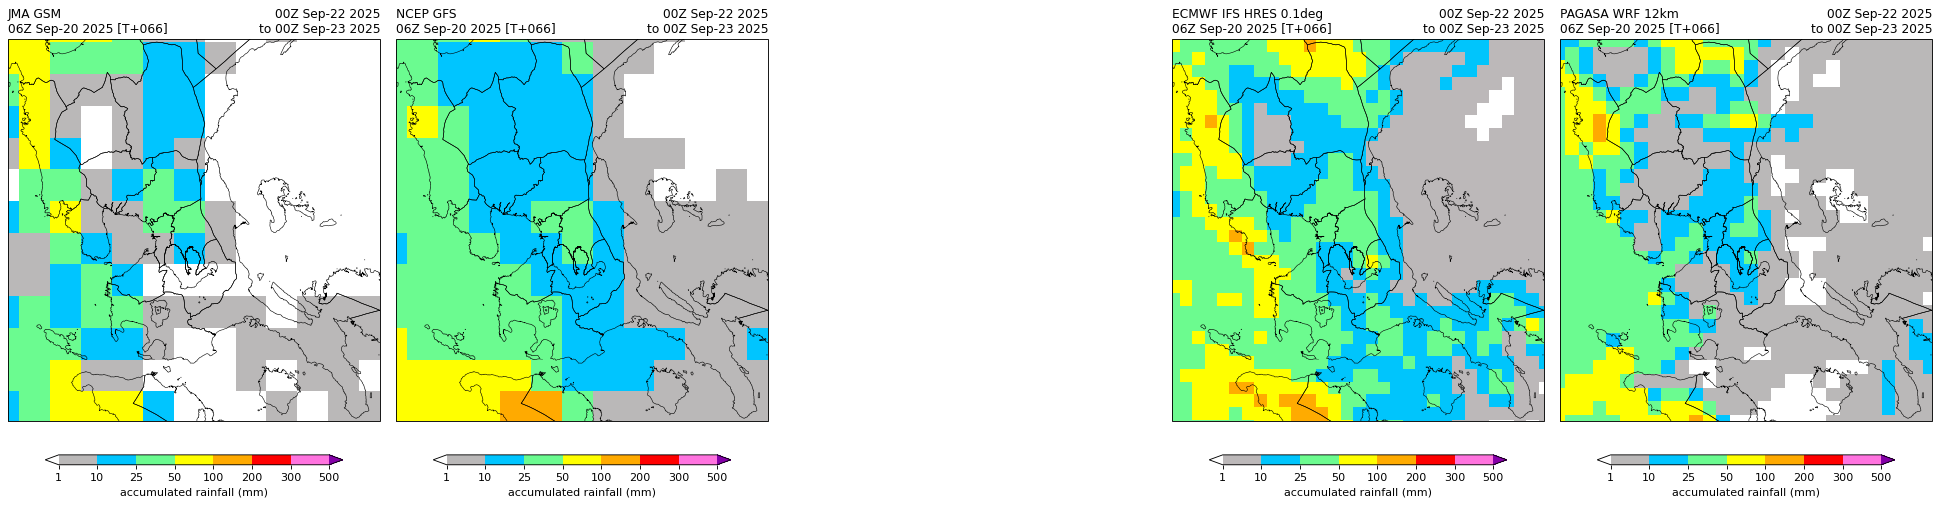 JMA GSM 00Z Sep-22 2025
06Z Sep-20 2025 [T+066] to 00Z Sep-23 2025
NCEP GFS 00Z Sep-22 2025
06Z Sep-20 2025 [T+066] to 00Z Sep-23 2025
ECMWF IFS HRES 0.1deg 00Z Sep-22 2025
06Z Sep-20 2025 [T+066] to 00Z Sep-23 2025
PAGASA WRF 12km 00Z Sep-22 2025
06Z Sep-20 2025 [T+066] to 00Z Sep-23 2025
1 10 25 50 100 200 300 500
accumulated rainfall (mm)
1 10 25 50 100 200 300 500
accumulated rainfall (mm)
1 10 25 50 100 200 300 500
accumulated rainfall (mm)
1 10 25 50 100 200 300 500
accumulated rainfall (mm)